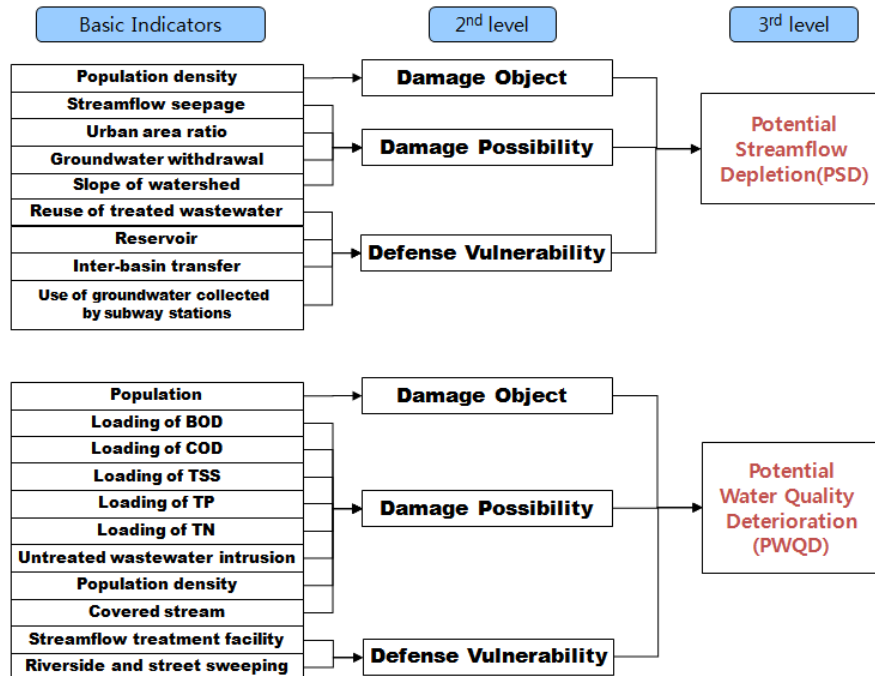 Basic Indicators
2nd level
3rd level
Population density
Streamflow seepage
Urban area ratio
Groundwater withdrawal
Slope of watershed
Reuse of treated wastewater
Reservoir
Inter-basin transfer
Use of groundwater collected
by subway stations
Damage Object
Damage Possibility
Defense Vulnerability
Potential
Streamflow
Depletion(PSD)
Population
Loading of BOD
Loading of COD
Loading of TSS
Loading of TP
Loading of TN
Untreated wastewater intrusion
Population density
Covered stream
Streamflow treatment facility
Riverside and street sweeping
Damage Object
Damage Possibility
Defense Vulnerability
Potential
Water Quality
Deterioration
(PWQD)